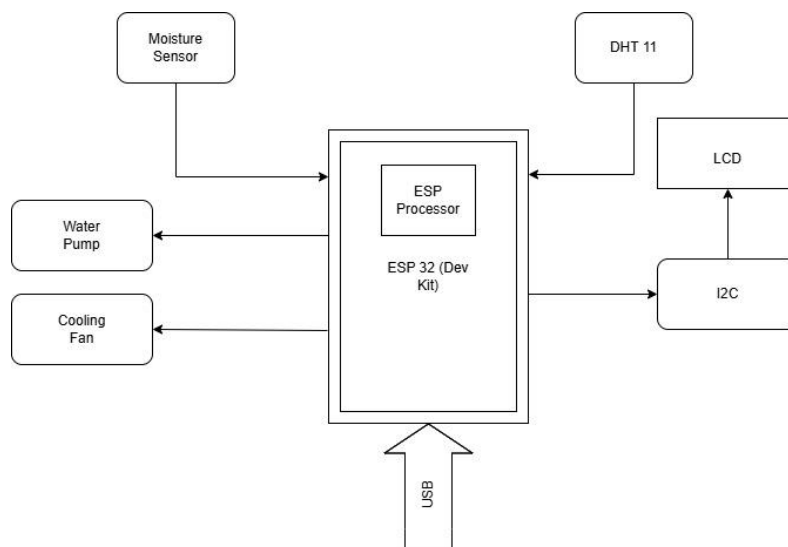 Moisture
Sensor
DHT 11
LCD
ESP
Processor
Water
Pump
ESP 32 (Dev
Kit)
I2C
Cooling
Fan
USB